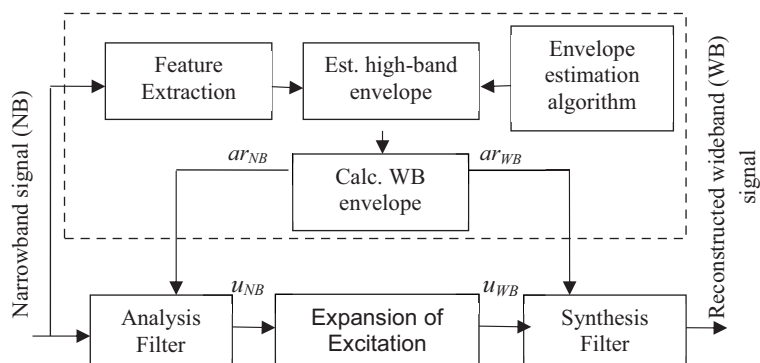 Narrowband signal (NB)
Feature
Extraction
Est. high-band
envelope
Envelope
estimation
algorithm
ar_NB
Calc. WB
envelope
ar_WB
Analysis
Filter
u_NB
Expansion of
Excitation
u_WB
Synthesis
Filter
Reconstructed wideband (WB)
signal